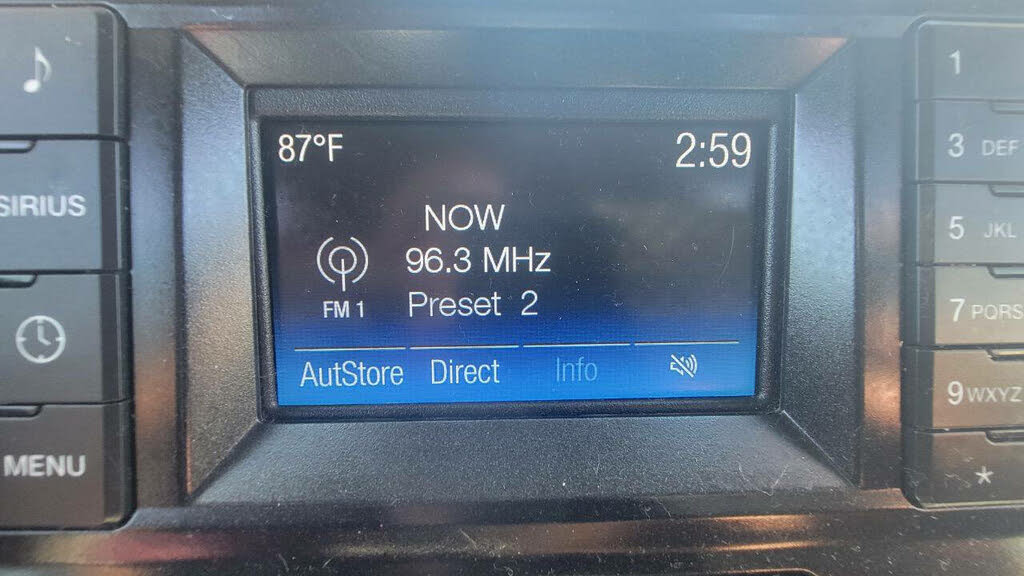 SIRIUS
MENU
87°F 2:59
NOW
96.3 MHz
FM 1 Preset 2
AutStore Direct Info
1
3 DEF
5 JKL
7 PQRS
9 WXYZ
*